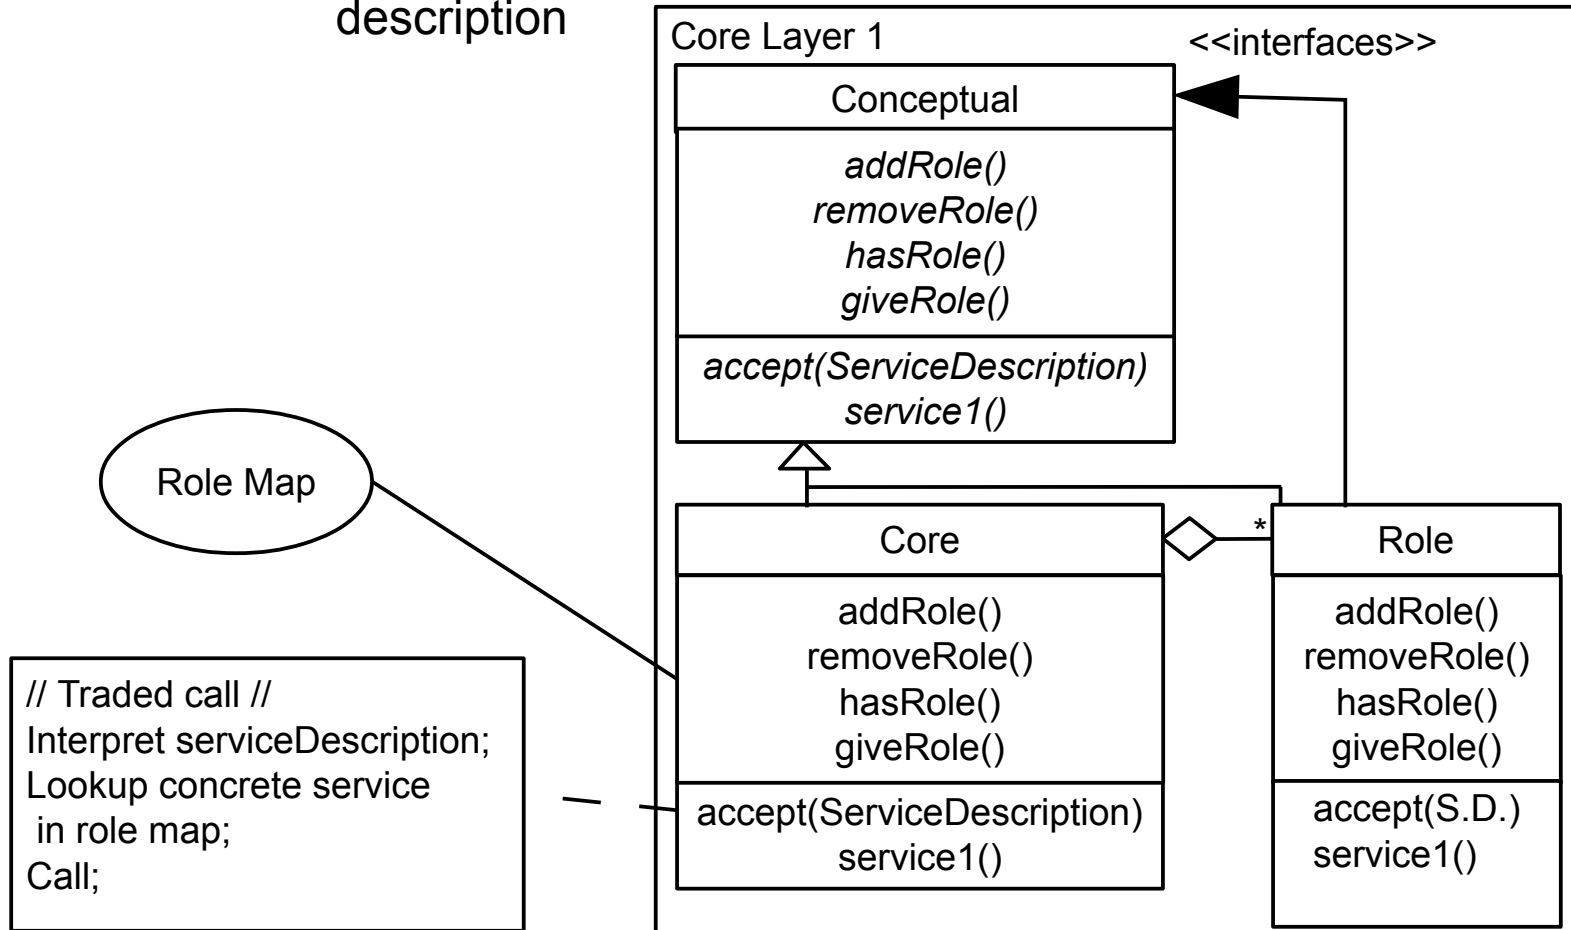 description
Core Layer 1
<<interfaces>>
Conceptual
addRole()
removeRole()
hasRole()
giveRole()
accept(ServiceDescription)
service1()
Role Map
Core
*
Role
addRole()
removeRole()
hasRole()
giveRole()
accept(ServiceDescription)
service1()
addRole()
removeRole()
hasRole()
giveRole()
accept(S.D.)
service1()
// Traded call //
Interpret serviceDescription;
Lookup concrete service
in role map;
Call;